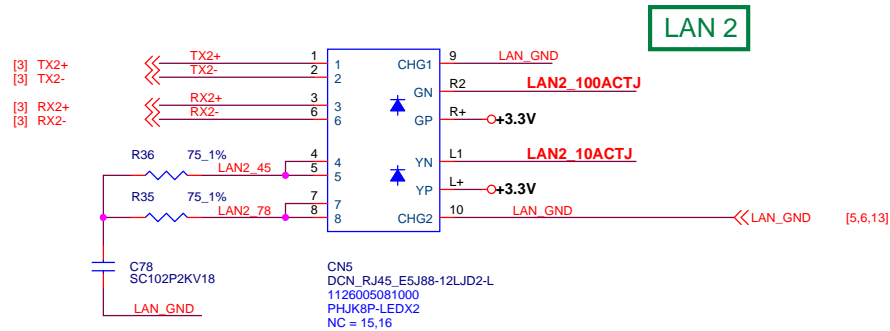 LAN 2
[3] TX2+ TX2+ 1 1 CHG1 9 LAN_GND
[3] TX2- TX2- 2 2
GN R2 LAN2_100ACTJ
[3] RX2+ RX2+ 3 3
[3] RX2- RX2- 6 6 GP R+ +3.3V
R36 75_1% LAN2_45 4 4 YN L1 LAN2_10ACTJ
5 5
R35 75_1% YP L+ +3.3V
7 7
LAN2_78 8 8 CHG2 10 LAN_GND LAN_GND [5,6,13]
C78
SC102P2KV18
LAN_GND
CN5
DCN_RJ45_E5J88-12LJD2-L
1126005081000
PHJK8P-LEDX2
NC = 15,16